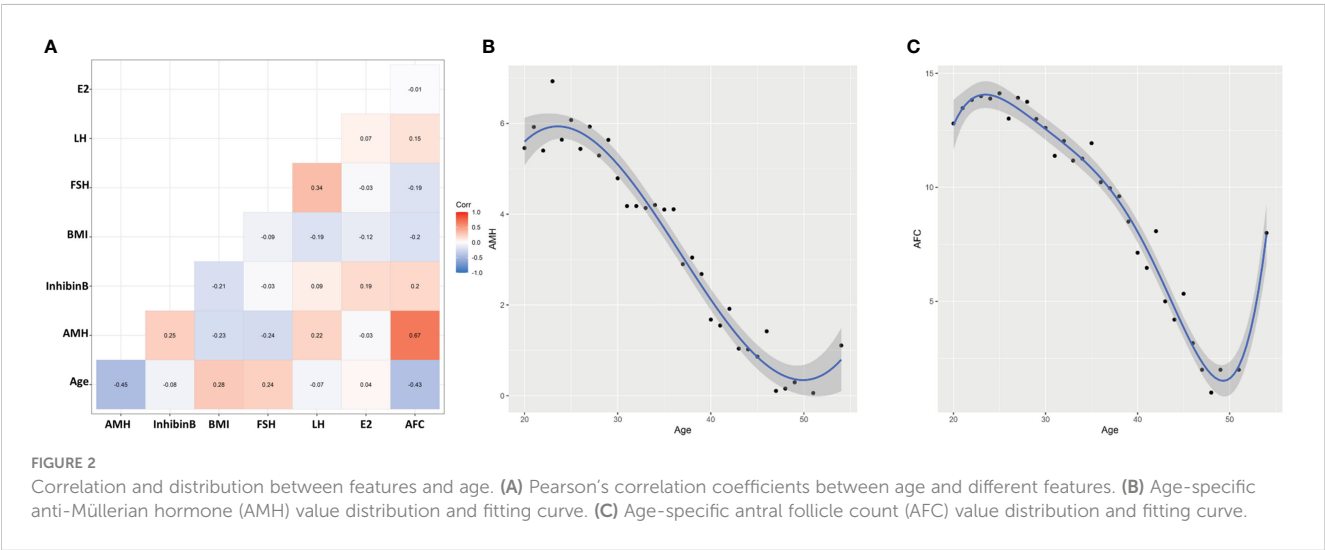 A
B
C
E2
-0.01
LH
0.07 0.15
FSH
0.34 -0.03 -0.19
BMI
-0.09 -0.19 -0.12 -0.2
InhibinB
-0.21 -0.03 0.09 0.19 0.2
AMH
0.25 -0.23 -0.24 0.22 -0.03 0.67
Age
-0.45 -0.08 0.28 0.24 -0.07 0.04 -0.43
AMH InhibinB BMI FSH LH E2 AFC
Corr
1.0
0.5
0.0
-0.5
-1.0
AMH
6
4
2
0
20 30 40 50
Age
AFC
15
10
5
20 30 40 50
Age
FIGURE 2
Correlation and distribution between features and age. (A) Pearson's correlation coefficients between age and different features. (B) Age-specific
anti-Müllerian hormone (AMH) value distribution and fitting curve. (C) Age-specific antral follicle count (AFC) value distribution and fitting curve.